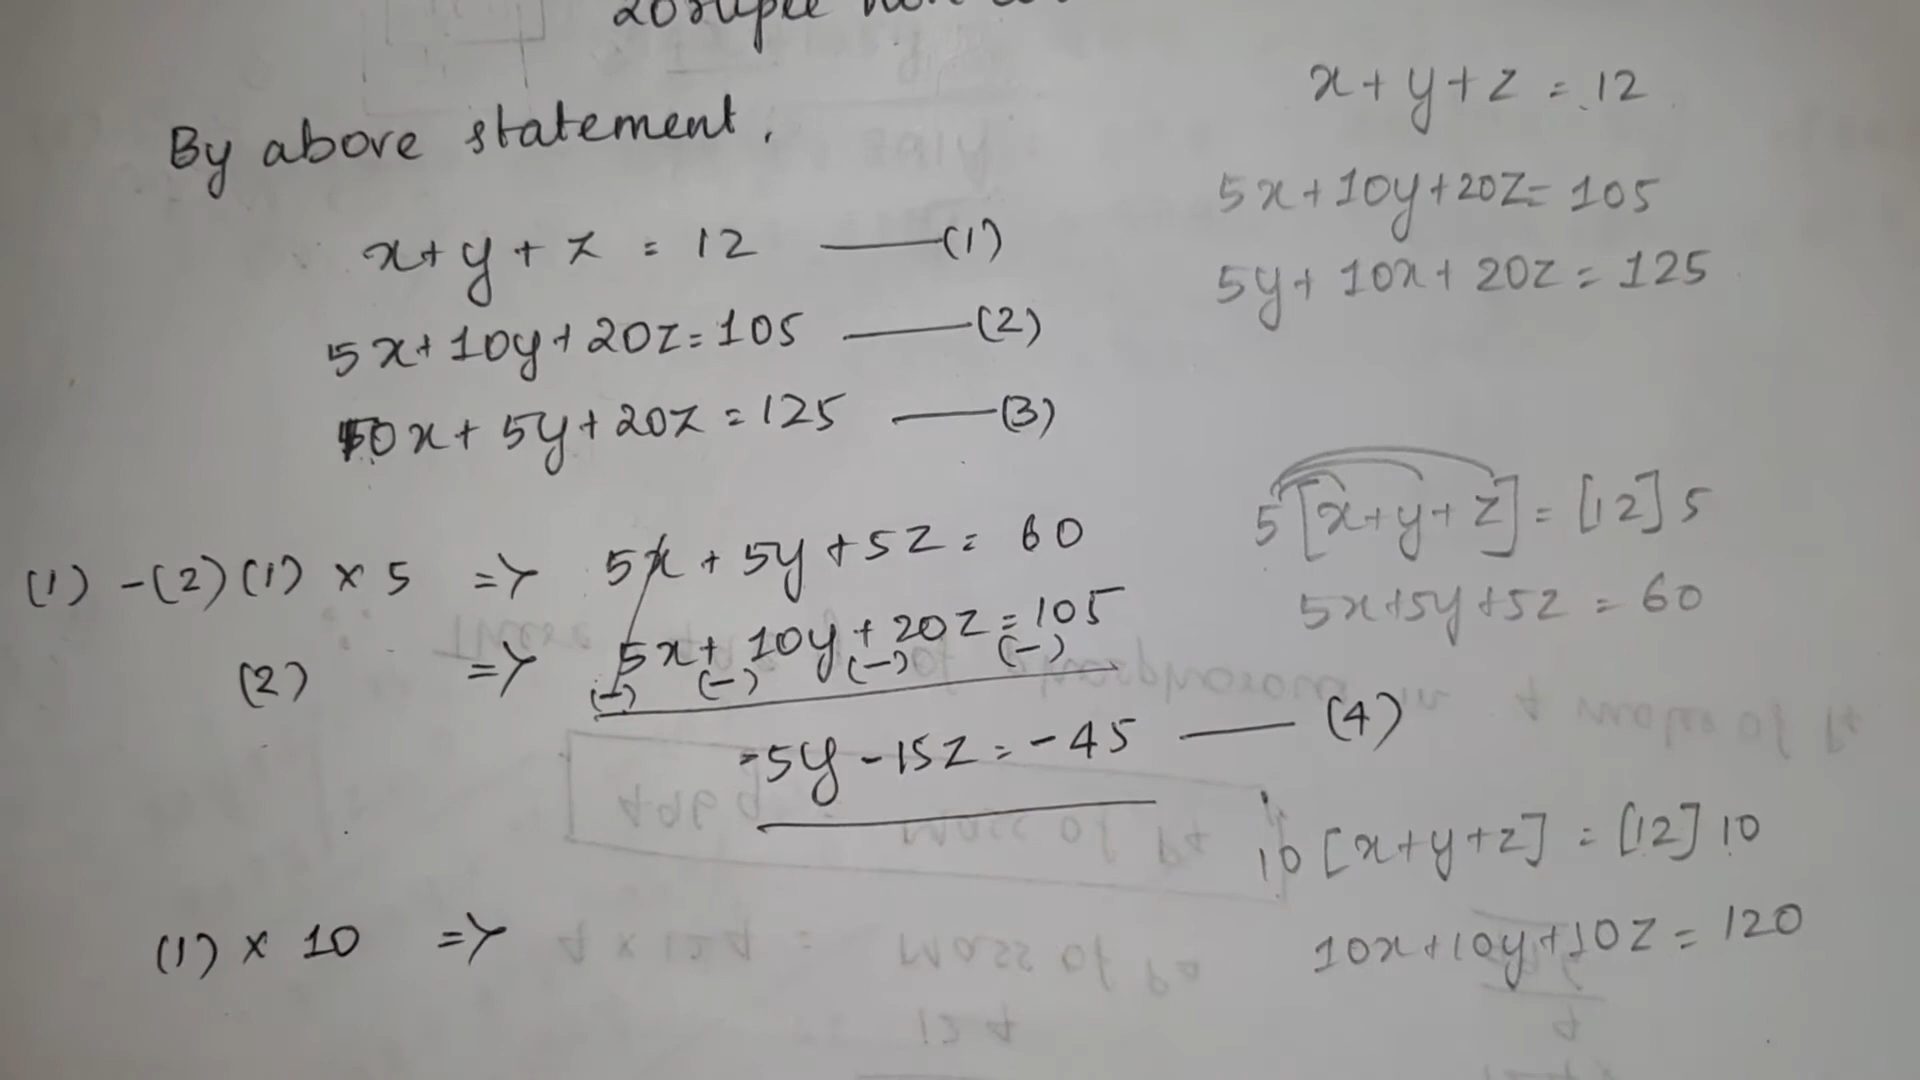 By above statement,
x + y + z = 12 ——(1)
5x + 10y + 20z = 105 ——(2)
10x + 5y + 20z = 125 ——(3)
(1) - (2) (1) × 5 => 5x + 5y + 5z = 60
(2) => 5x + 10y + 20z = 105
(-) (-) (-) (-)
-5y - 15z = -45 —— (4)
(1) × 10 =>
x + y + z = 12
5x + 10y + 20z = 105
5y + 10x + 20z = 125
5[x + y + z] = [12] 5
5x + 5y + 5z = 60
10 [x + y + z] = [12] 10
10x + 10y + 10z = 120